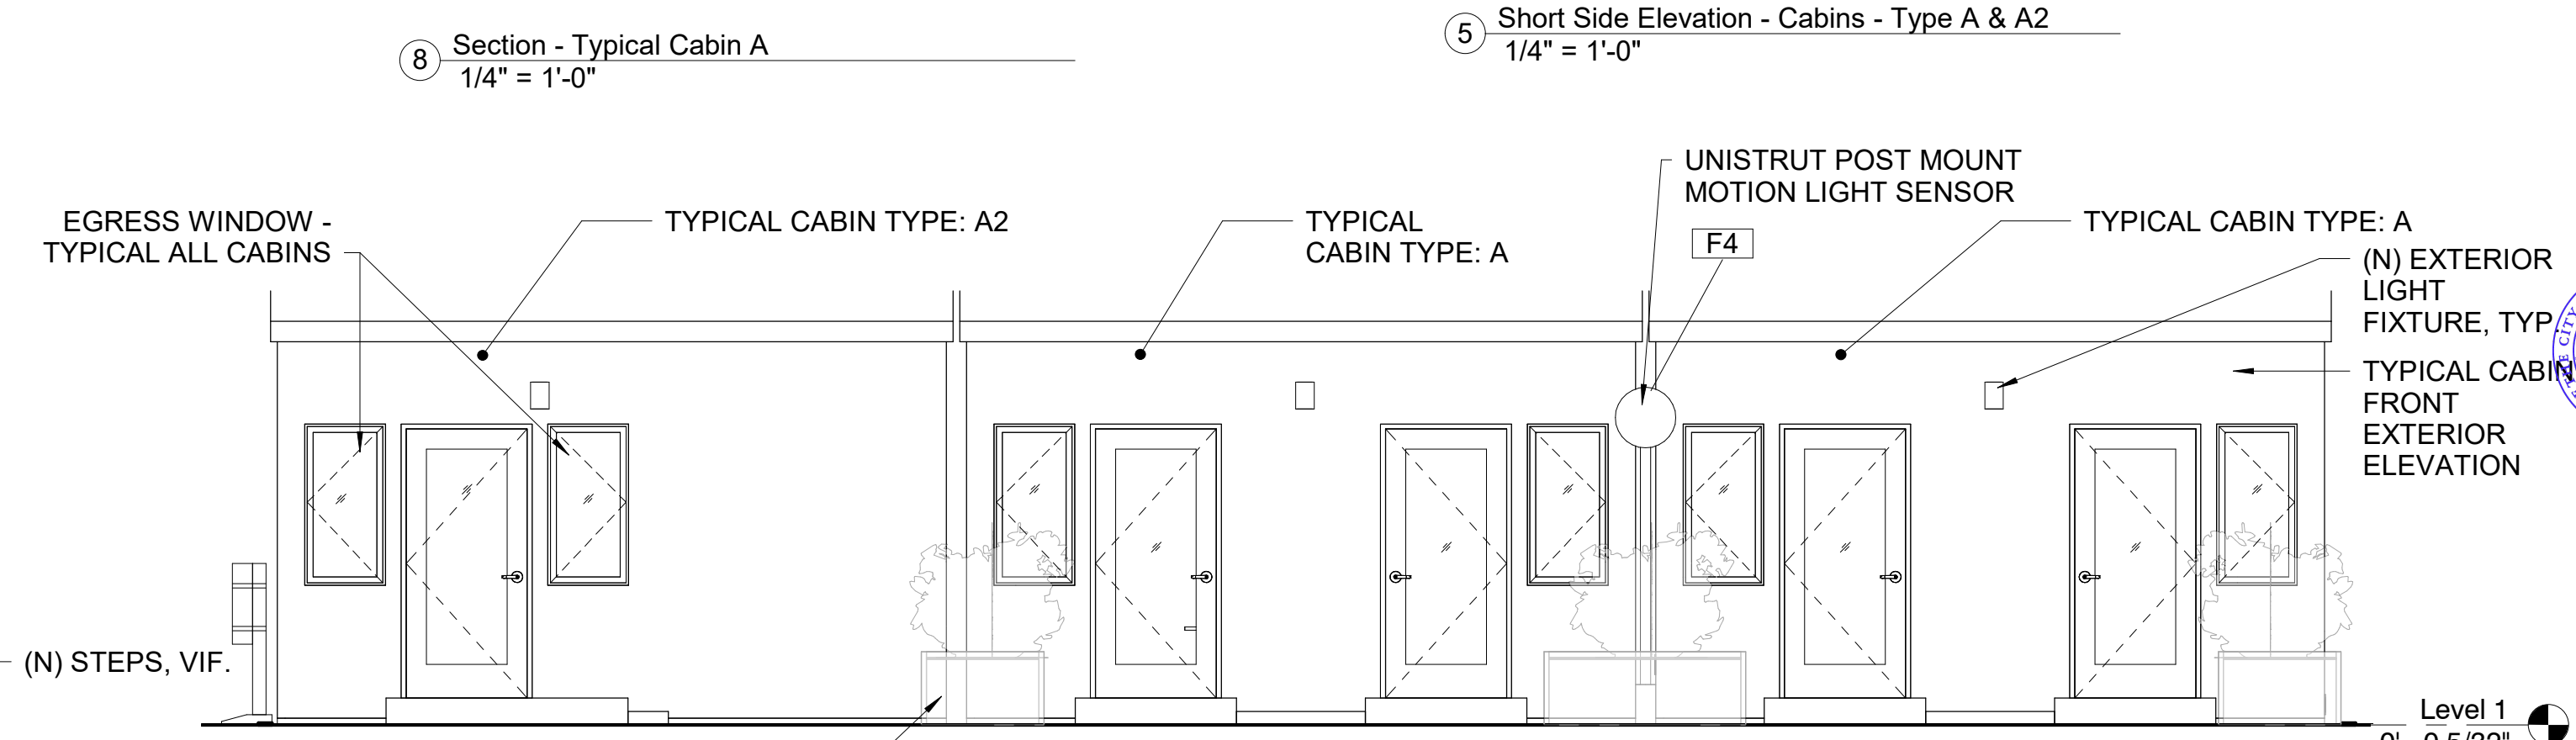 8 Section - Typical Cabin A
1/4" = 1'-0"
5 Short Side Elevation - Cabins - Type A & A2
1/4" = 1'-0"
EGRESS WINDOW -
TYPICAL ALL CABINS
TYPICAL CABIN TYPE: A2
TYPICAL
CABIN TYPE: A
UNISTRUT POST MOUNT
MOTION LIGHT SENSOR
F4
TYPICAL CABIN TYPE: A
(N) EXTERIOR
LIGHT
FIXTURE, TYP.
TYPICAL CABIN
FRONT
EXTERIOR
ELEVATION
(N) STEPS, VIF.
Level 1
THE CITY